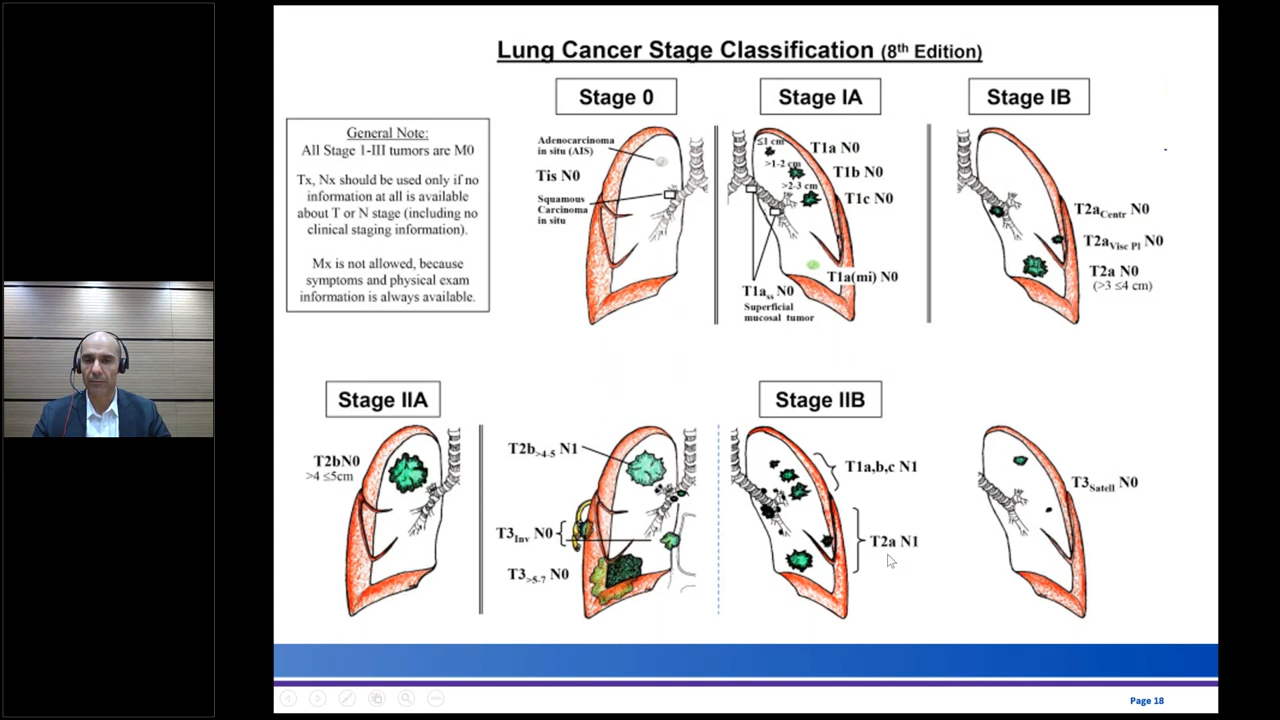 Lung Cancer Stage Classification (8th Edition)
Stage 0
Stage IA
Stage IB
General Note:
All Stage 1-III tumors are M0
Tx, Nx should be used only if no
information at all is available
about T or N stage (including no
clinical staging information).
Mx is not allowed, because
symptoms and physical exam
information is always available.
Adenocarcinoma
in situ (AIS)
Tis N0
Squamous
Carcinoma
in situ
≤1 cm
T1a N0
>1-2 cm
T1b N0
>2-3 cm
T1c N0
T1a(mi) N0
T1ass N0
Superficial
mucosal tumor
T2aCentr N0
T2aVisc Pl N0
T2a N0
(>3 ≤4 cm)
Stage IIA
Stage IIB
T2bN0
>4 ≤5cm
T2b>4-5 N1
T3Inv N0
T3>5-7 N0
T1a,b,c N1
T2a N1
T3Satell N0
Page 18